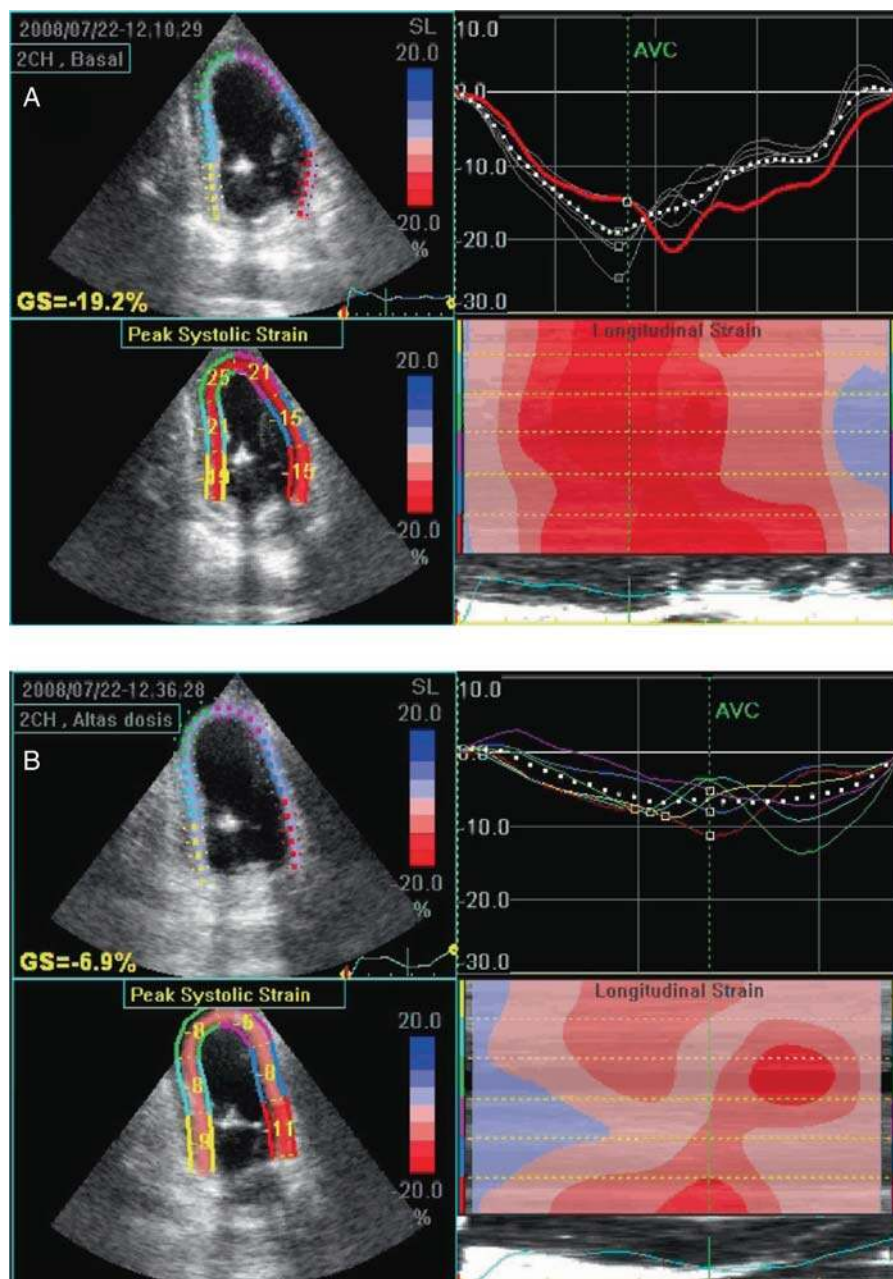 2008/07/22-12.10:29
2CH , Basal
A
SL
20.0
20.0
%
GS=-19.2%
10.0
AVC
0.0
-10.0
-20.0
-30.0
Peak Systolic Strain
-25
-21
-21
-15
-15
20.0
20.0
%
Longitudinal Strain
2008/07/22-12.36:28
2CH , Altas dosis
B
SL
20.0
20.0
%
GS=-6.9%
10.0
AVC
0.0
-10.0
-20.0
-30.0
Peak Systolic Strain
-8
-8
-8
-9
-11
20.0
20.0
%
Longitudinal Strain